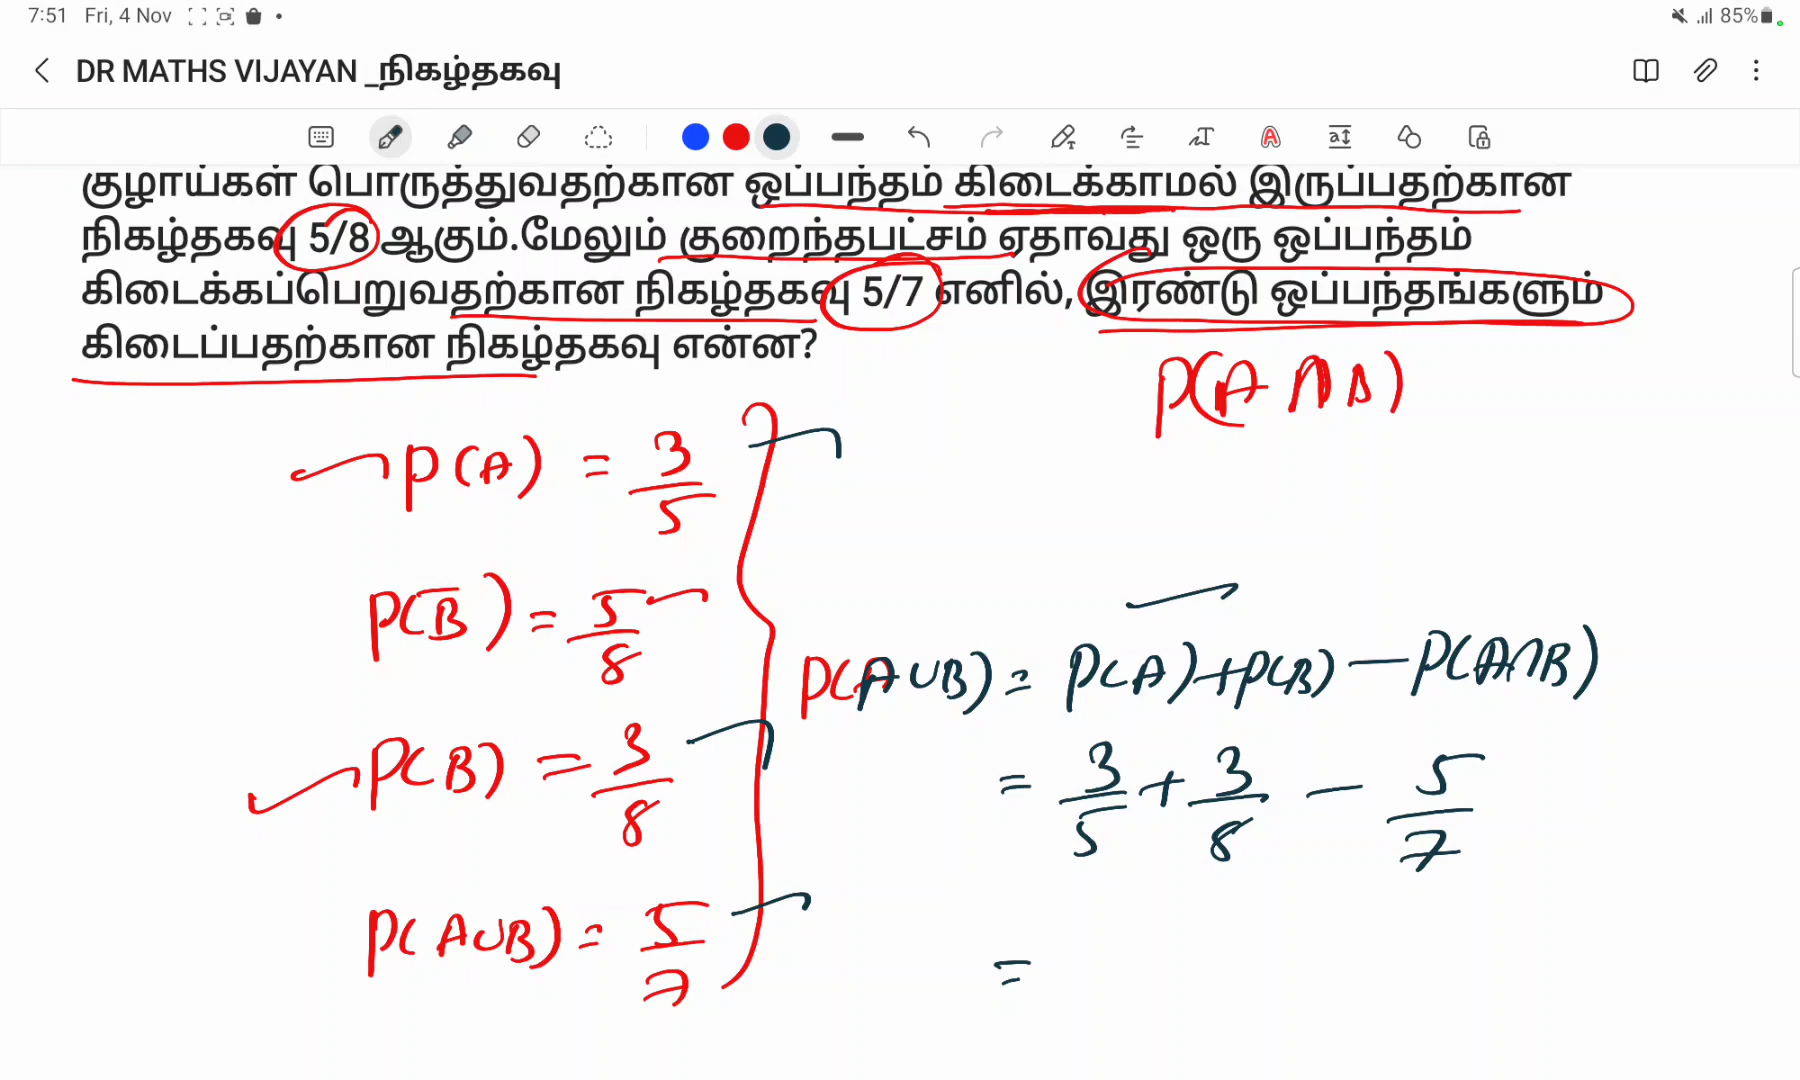 7:51 Fri, 4 Nov 85%
DR MATHS VIJAYAN _நிகழ்தகவு
குழாய்கள் பொருத்துவதற்கான ஒப்பந்தம் கிடைக்காமல் இருப்பதற்கான
நிகழ்தகவு 5/8 ஆகும்.மேலும் குறைந்தபட்சம் ஏதாவது ஒரு ஒப்பந்தம்
கிடைக்கப்பெறுவதற்கான நிகழ்தகவு 5/7 எனில், இரண்டு ஒப்பந்தங்களும்
கிடைப்பதற்கான நிகழ்தகவு என்ன?
P(A ∩ B)
P(A) = 3/5
P(B̅) = 5/8
P(B) = 3/8
P(A∪B) = 5/7
P(A∪B) = P(A)+P(B) — P(A∩B)
= 3/5 + 3/8 — 5/7
=